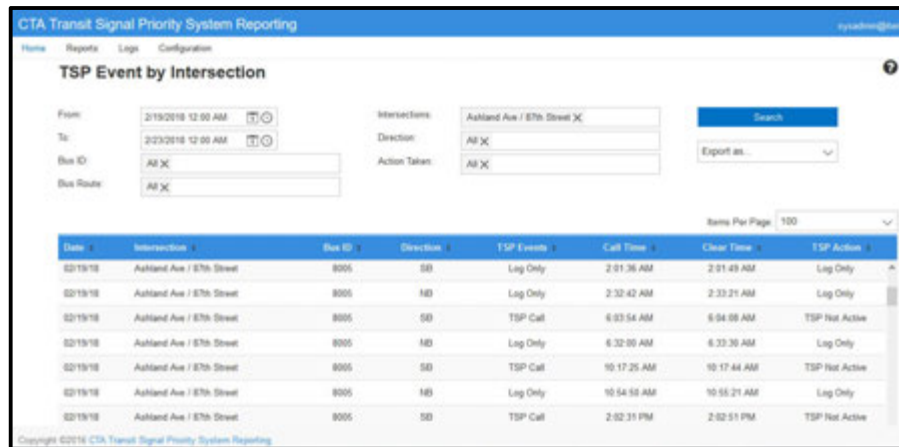 CTA Transit Signal Priority System Reporting
Home Reports Logs Configuration
TSP Event by Intersection
From: 2/19/2018 12:00 AM Intersections: Ashland Ave / 87th Street Search
To: 2/23/2018 12:00 AM Direction: All Export as...
Bus ID: All Action Taken: All
Bus Route: All
Items Per Page: 100
Date Intersection Bus ID Direction TSP Events Call Time Clear Time TSP Action
02/19/18 Ashland Ave / 87th Street 8005 SB Log Only 2:01:36 AM 2:01:49 AM Log Only
02/19/18 Ashland Ave / 87th Street 8005 NB Log Only 2:32:42 AM 2:33:21 AM Log Only
02/19/18 Ashland Ave / 87th Street 8005 SB TSP Call 6:03:54 AM 6:04:08 AM TSP Not Active
02/19/18 Ashland Ave / 87th Street 8005 NB Log Only 6:32:00 AM 6:33:30 AM Log Only
02/19/18 Ashland Ave / 87th Street 8005 SB TSP Call 10:17:25 AM 10:17:44 AM TSP Not Active
02/19/18 Ashland Ave / 87th Street 8005 NB Log Only 10:54:50 AM 10:55:21 AM Log Only
02/19/18 Ashland Ave / 87th Street 8005 SB TSP Call 2:02:31 PM 2:02:51 PM TSP Not Active
Copyright ©2016 CTA Transit Signal Priority System Reporting